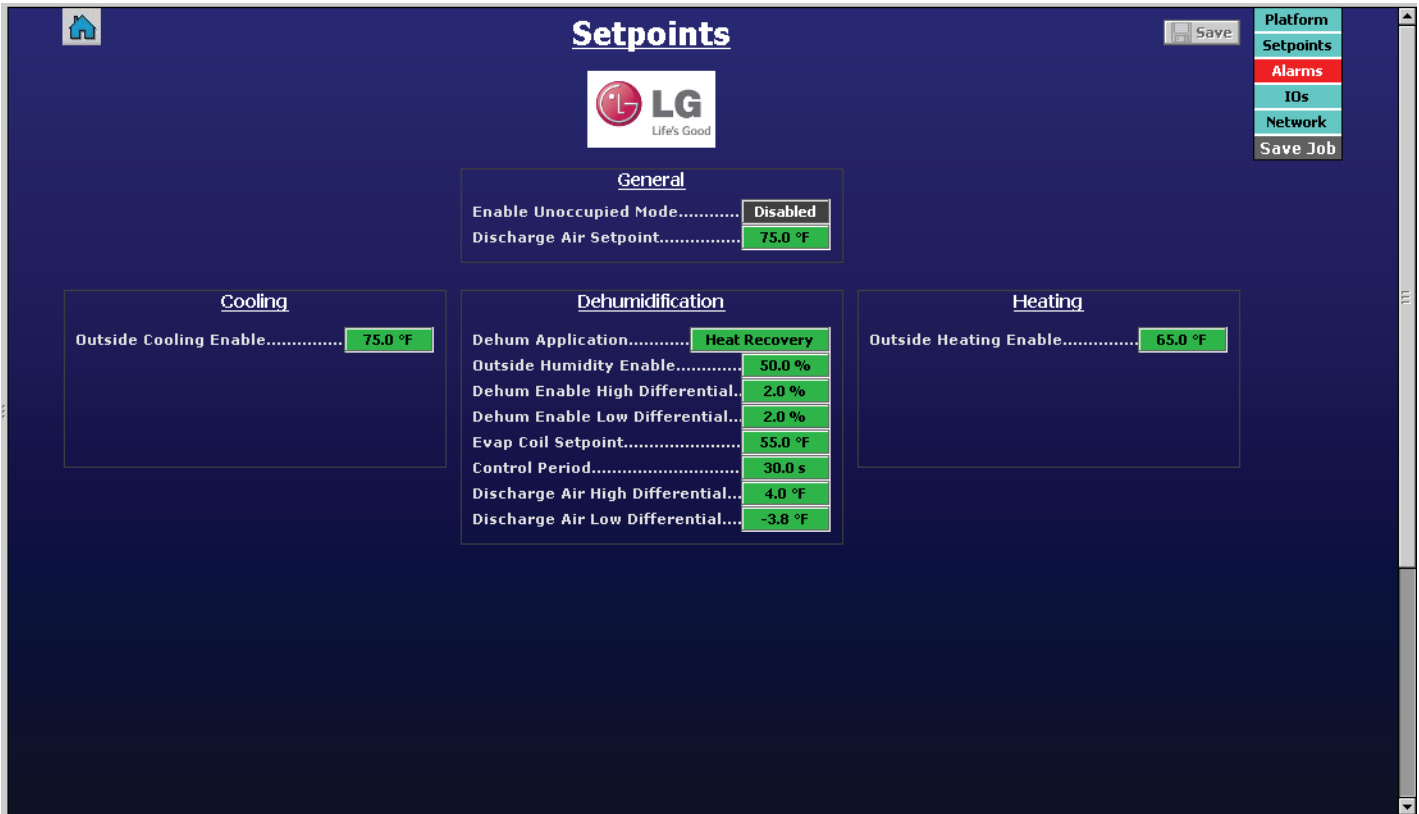 Setpoints
Save
Platform
Setpoints
Alarms
IOs
Network
Save Job
LG
Life's Good
General
Enable Unoccupied Mode............ Disabled
Discharge Air Setpoint................ 75.0 °F
Cooling
Outside Cooling Enable.............. 75.0 °F
Dehumidification
Dehum Application.......... Heat Recovery
Outside Humidity Enable............. 50.0 %
Dehum Enable High Differential.. 2.0 %
Dehum Enable Low Differential... 2.0 %
Evap Coil Setpoint....................... 55.0 °F
Control Period............................. 30.0 s
Discharge Air High Differential... 4.0 °F
Discharge Air Low Differential.... -3.8 °F
Heating
Outside Heating Enable............... 65.0 °F